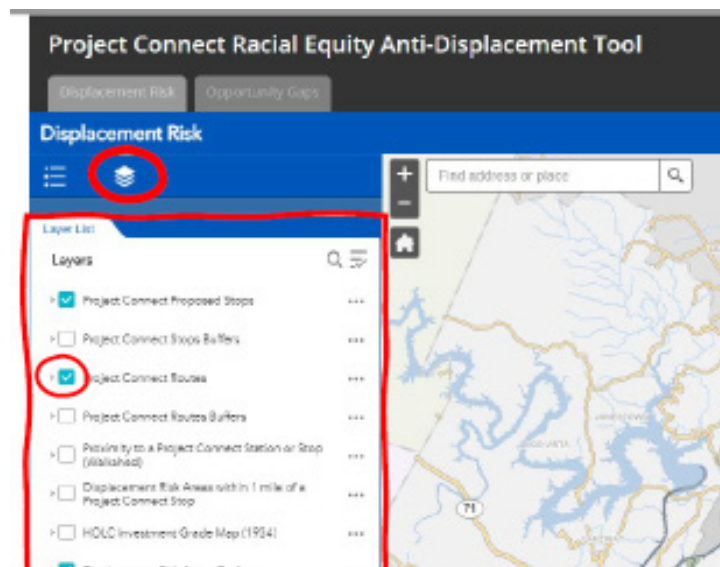 Project Connect Racial Equity Anti-Displacement Tool
Displacement Risk
Opportunity Gaps
Displacement Risk
Find address or place
Layer List
Layers
Project Connect Proposed Stops
Project Connect Stops Buffers
Project Connect Routes
Project Connect Routes Buffers
Proximity to a Project Connect Station or Stop
Displacement Risk Areas within 1 mile of a
Project Connect Stop
HOLC Investment Grade Map (1934)
71